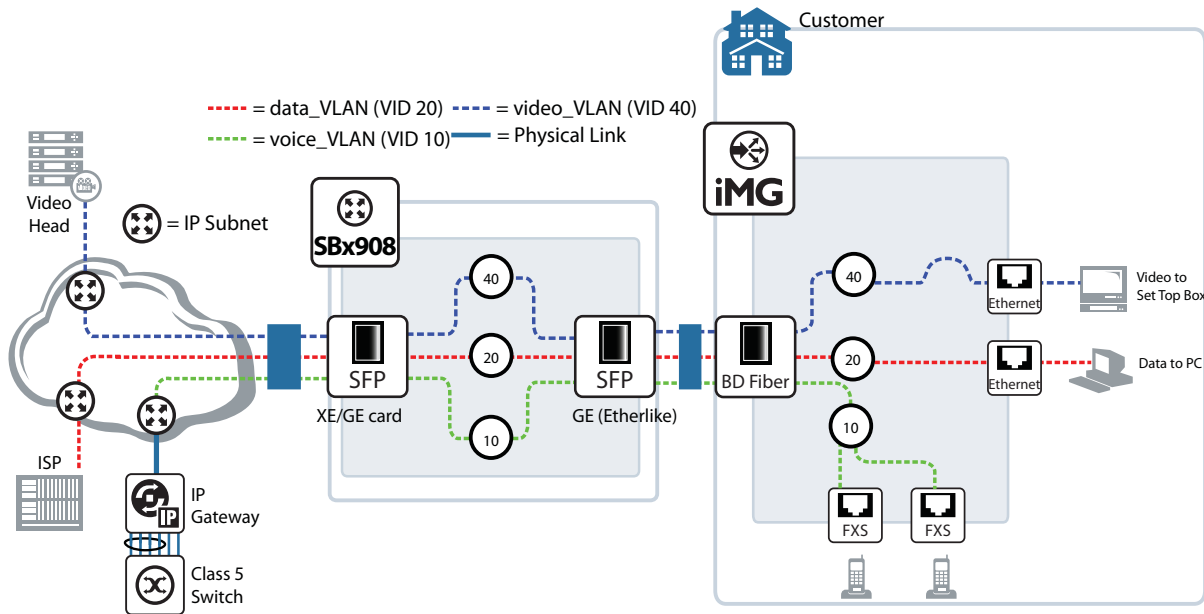 Customer
= data_VLAN (VID 20)
= video_VLAN (VID 40)
= voice_VLAN (VID 10)
= Physical Link
Video
Head
= IP Subnet
SBx908
iMG
40
20
10
SFP
XE/GE card
SFP
GE (Etherlike)
BD Fiber
40
20
10
Ethernet
Video to
Set Top Box
Ethernet
Data to PC
FXS
FXS
ISP
IP
IP
Gateway
Class 5
Switch